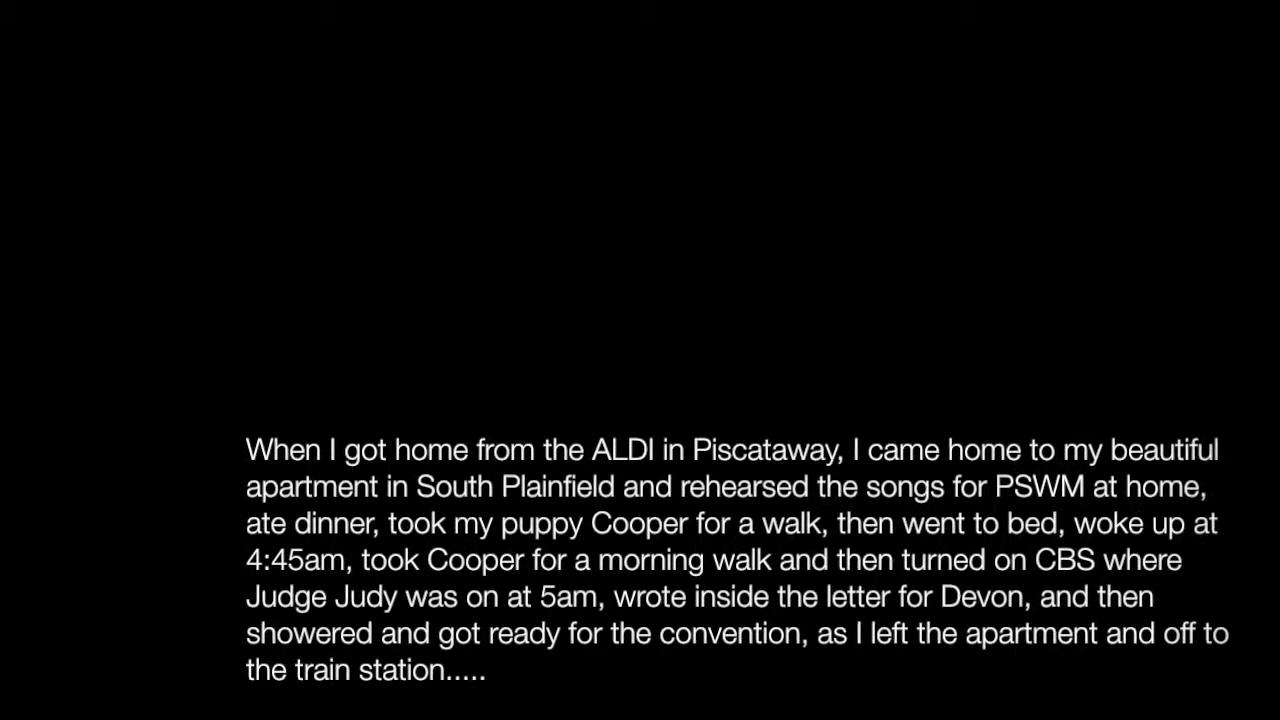 When I got home from the ALDI in Piscataway, I came home to my beautiful
apartment in South Plainfield and rehearsed the songs for PSWM at home,
ate dinner, took my puppy Cooper for a walk, then went to bed, woke up at
4:45am, took Cooper for a morning walk and then turned on CBS where
Judge Judy was on at 5am, wrote inside the letter for Devon, and then
showered and got ready for the convention, as I left the apartment and off to
the train station.....